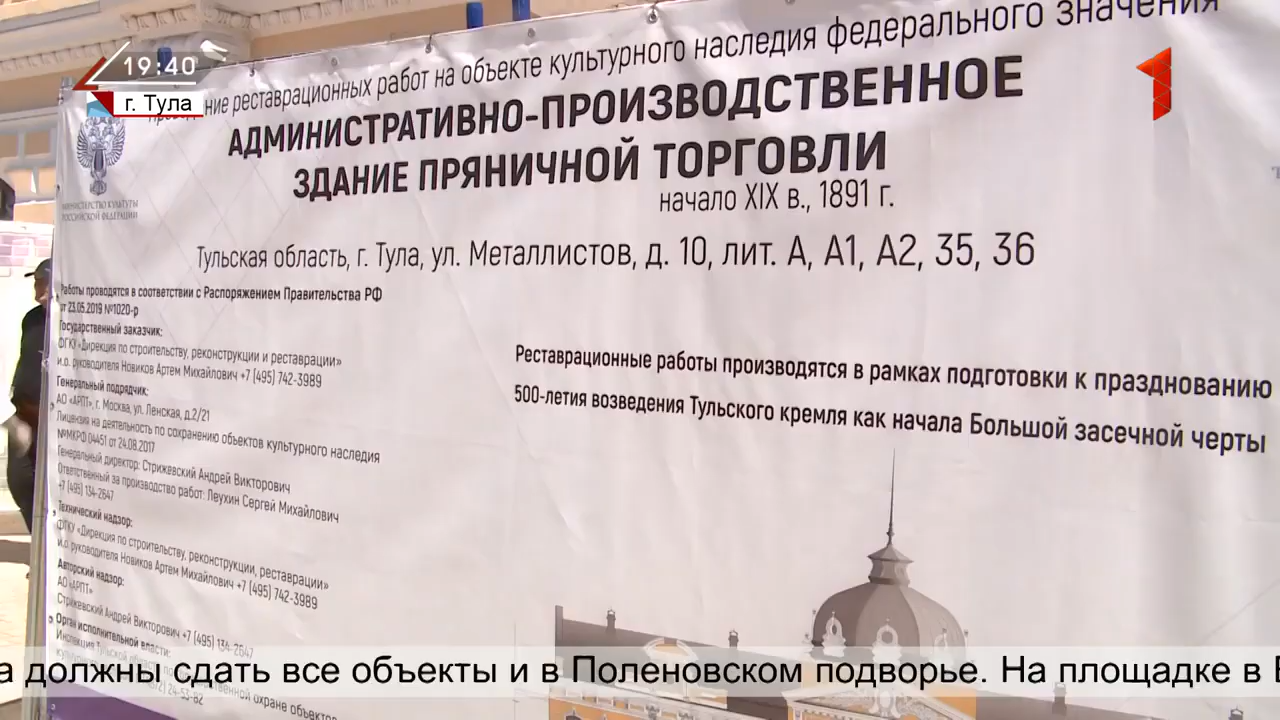 19:40
г. Тула
1
реставрационных работ на объекте культурного наследия федерального значения
АДМИНИСТРАТИВНО-ПРОИЗВОДСТВЕННОЕ
ЗДАНИЕ ПРЯНИЧНОЙ ТОРГОВЛИ
начало XIX в., 1891 г.
МИНИСТЕРСТВО КУЛЬТУРЫ
РОССИЙСКОЙ ФЕДЕРАЦИИ
Тульская область, г. Тула, ул. Металлистов, д. 10, лит. А, А1, А2, 35, 36
Работы проводятся в соответствии с Распоряжением Правительства РФ
от 23.05.2019 №1020-р
Государственный заказчик:
ФГКУ «Дирекция по строительству, реконструкции и реставрации»
и.о. руководителя Новиков Артем Михайлович +7 (495) 742-3989
Генеральный подрядчик:
АО «АРПТ», г. Москва, ул. Ленская, д.2/21
Лицензия на деятельность по сохранению объектов культурного наследия
№МКРФ 04451 от 24.08.2017
Генеральный директор: Стрижевский Андрей Викторович
Ответственный за производство работ: Леухин Сергей Михайлович
+7 (495) 134-2647
Технический надзор:
ФГКУ «Дирекция по строительству, реконструкции, реставрации»
и.о. руководителя Новиков Артем Михайлович +7 (495) 742-3989
Авторский надзор:
АО «АРПТ»
Стрижевский Андрей Викторович +7 (495) 134-2647
Орган исполнительной власти:
Реставрационные работы производятся в рамках подготовки к празднованию
500-летия возведения Тульского кремля как начала Большой засечной черты
а должны сдать все объекты и в Поленовском подворье. На площадке в